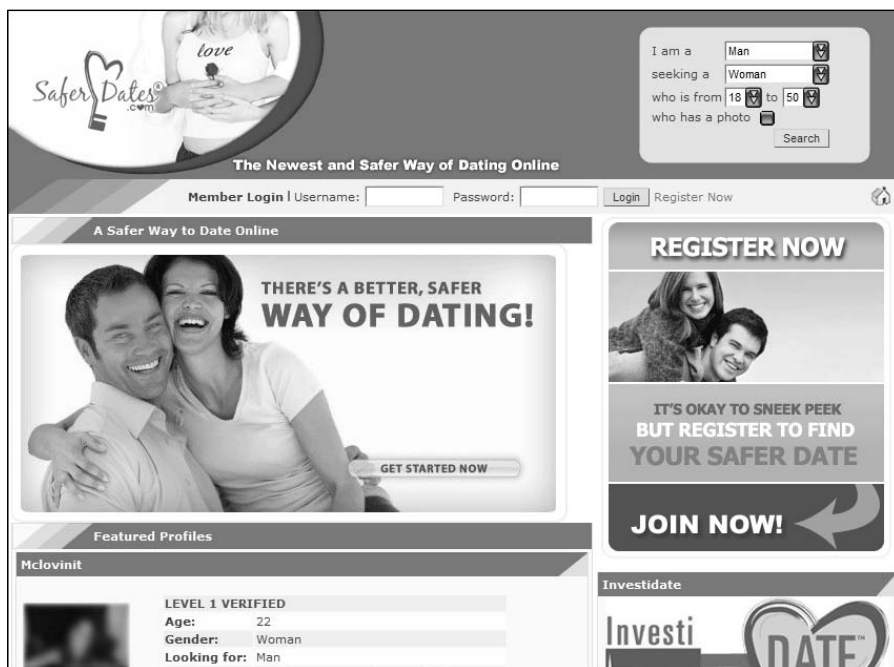 love
Safer Dates
.com
The Newest and Safer Way of Dating Online
I am a Man
seeking a Woman
who is from 18 to 50
who has a photo
Search
Member Login | Username: Password: Login Register Now
A Safer Way to Date Online
THERE'S A BETTER, SAFER
WAY OF DATING!
GET STARTED NOW
REGISTER NOW
IT'S OKAY TO SNEEK PEEK
BUT REGISTER TO FIND
YOUR SAFER DATE
JOIN NOW!
Featured Profiles
Mclovinit
LEVEL 1 VERIFIED
Age: 22
Gender: Woman
Looking for: Man
Investidate
Investi
DATE™